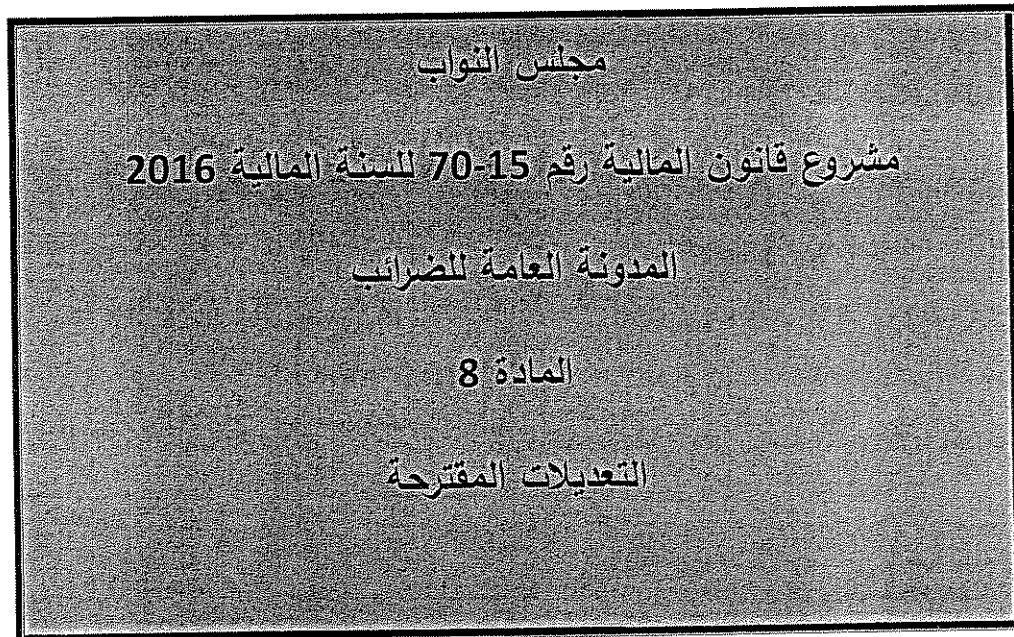 مجلس النواب
مشروع قانون المالية رقم 15-70 للسنة المالية 2016
المدونة العامة للضرائب
المادة 8
التعديلات المقترحة